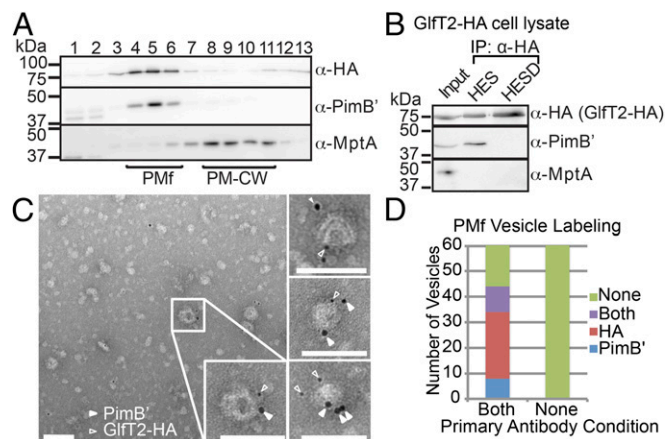 A
kDa
1 2 3 4 5 6 7 8 9 10 11 12 13
100
75
α-HA
50
37
α-PimB'
50
37
α-MptA
PMf
PM-CW
B
GlfT2-HA cell lysate
IP: α-HA
Input
HES
HESD
kDa
75
α-HA (GlfT2-HA)
50
37
α-PimB'
50
37
α-MptA
C
PimB'
GlfT2-HA
D
PMf Vesicle Labeling
Number of Vesicles
60
50
40
30
20
10
0
None
Both
HA
PimB'
Both
None
Primary Antibody Condition